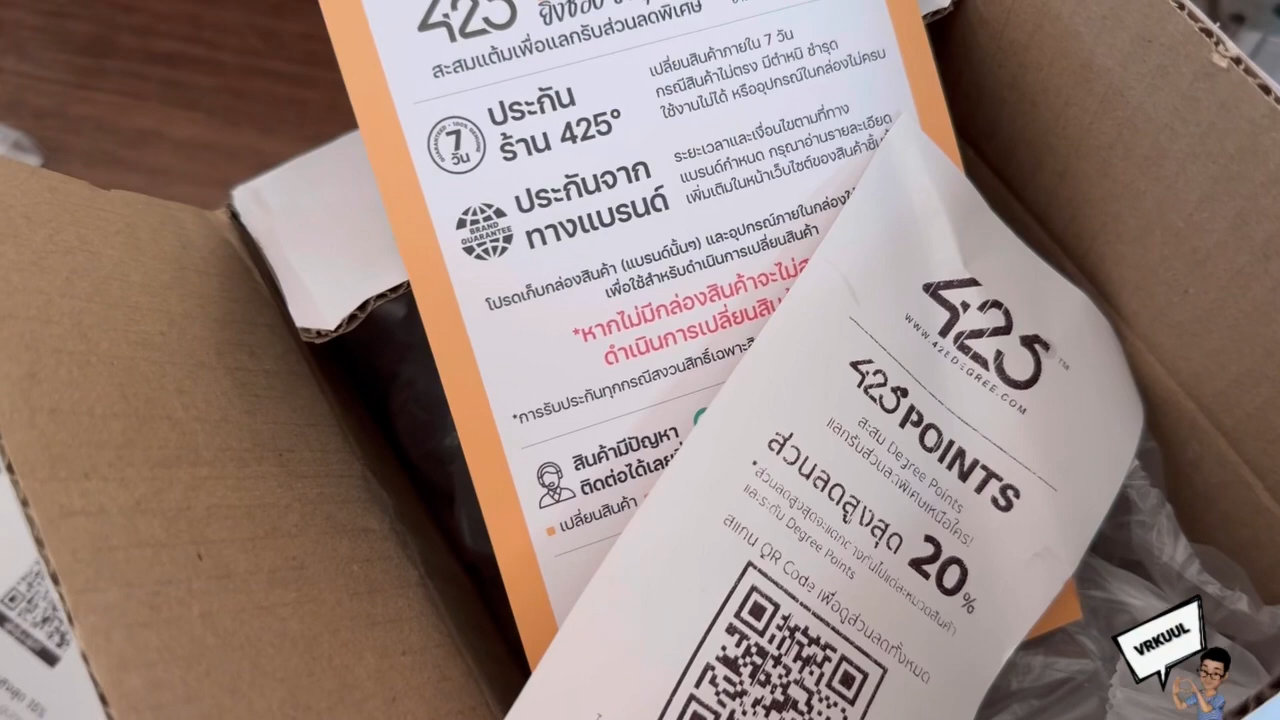 425°
สะสมแต้มเพื่อแลกรับส่วนลดพิเศษ
7
วัน
ประกัน
ร้าน 425°
เปลี่ยนสินค้าภายใน 7 วัน
กรณีสินค้าไม่ตรง มีตำหนิ ชำรุด
ใช้งานไม่ได้ หรืออุปกรณ์ในกล่องไม่ครบ
BRAND
GUARANTEE
ประกันจาก
ทางแบรนด์
ระยะเวลาและเงื่อนไขตามที่ทาง
แบรนด์กำหนด กรุณาอ่านรายละเอียด
เพิ่มเติมในหน้าเว็บไซต์ของสินค้าชิ้น
โปรดเก็บกล่องสินค้า (แบรนด์นั้นๆ) และอุปกรณ์ภายในกล่อง
เพื่อใช้สำหรับดำเนินการเปลี่ยนสินค้า
*หากไม่มีกล่องสินค้าจะไม่
ดำเนินการเปลี่ยน
*การรับประกันทุกกรณีสงวนสิทธิ์เฉพาะ
สินค้ามีปัญหา
ติดต่อได้เลย
เปลี่ยนสินค้า
425™
WWW.425DEGREE.COM
425 POINTS
สะสม Degree Points
แลกรับส่วนลดพิเศษเหนือใคร!
ส่วนลดสูงสุด 20%
*ส่วนลดสูงสุดจะแตกต่างกันไปแต่ละหมวดสินค้า
และระดับ Degree Points
สแกน QR Code เพื่อดูส่วนลดทั้งหมด
VRKUUL